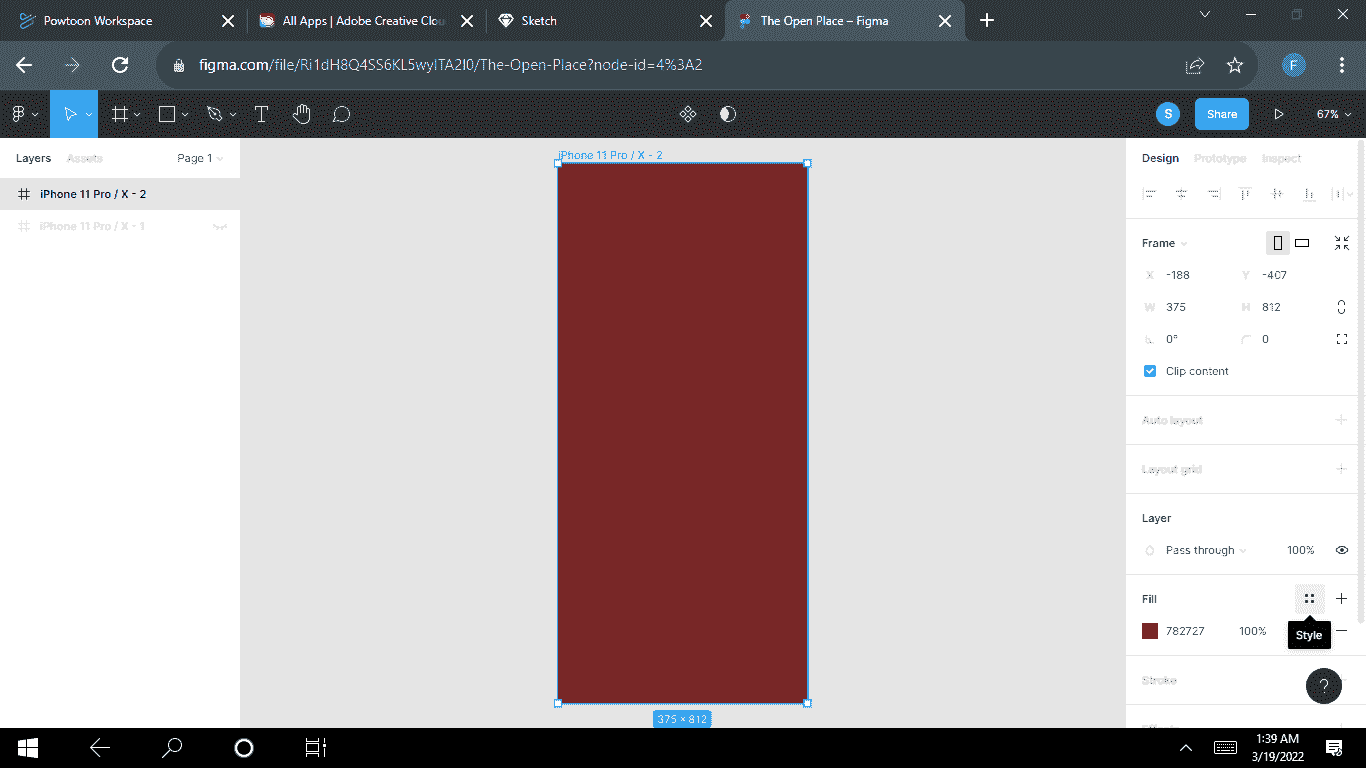 Powtoon Workspace
All Apps | Adobe Creative Clou
Sketch
The Open Place – Figma
figma.com/file/Ri1dH8Q4SS6KL5wyITA2I0/The-Open-Place?node-id=4%3A2
F
S
Share
67%
Layers
Assets
Page 1
iPhone 11 Pro / X - 2
iPhone 11 Pro / X - 1
iPhone 11 Pro / X - 2
375 × 812
Design
Prototype
Inspect
Frame
X -188
Y -407
W 375
H 812
0°
0
Clip content
Auto layout
Layout grid
Layer
Pass through
100%
Fill
782727
100%
Style
Stroke
?
1:39 AM
3/19/2022